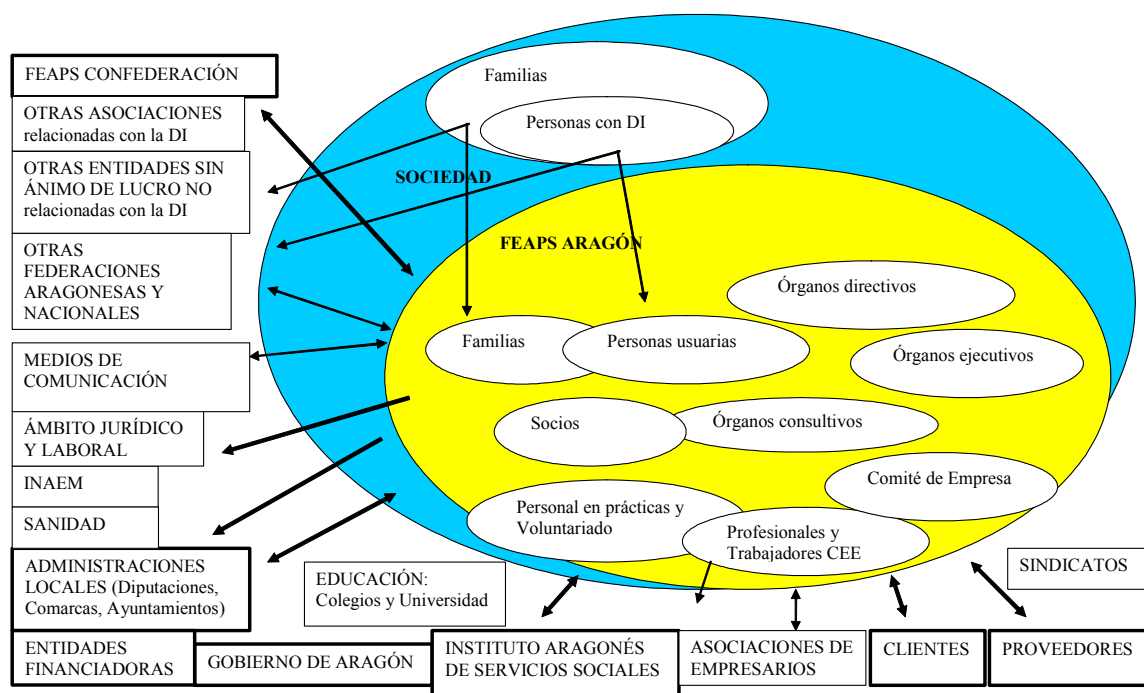 FEAPS CONFEDERACIÓN
OTRAS ASOCIACIONES
relacionadas con la DI
OTRAS ENTIDADES SIN
ÁNIMO DE LUCRO NO
relacionadas con la DI
OTRAS
FEDERACIONES
ARAGONESAS Y
NACIONALES
MEDIOS DE
COMUNICACIÓN
ÁMBITO JURÍDICO
Y LABORAL
INAEM
SANIDAD
ADMINISTRACIONES
LOCALES (Diputaciones,
Comarcas, Ayuntamientos)
ENTIDADES
FINANCIADORAS
Familias
Personas con DI
SOCIEDAD
FEAPS ARAGÓN
Órganos directivos
Familias
Personas usuarias
Órganos ejecutivos
Socios
Órganos consultivos
Comité de Empresa
Personal en prácticas y
Voluntariado
Profesionales y
Trabajadores CEE
EDUCACIÓN:
Colegios y Universidad
SINDICATOS
GOBIERNO DE ARAGÓN
INSTITUTO ARAGONÉS
DE SERVICIOS SOCIALES
ASOCIACIONES DE
EMPRESARIOS
CLIENTES
PROVEEDORES